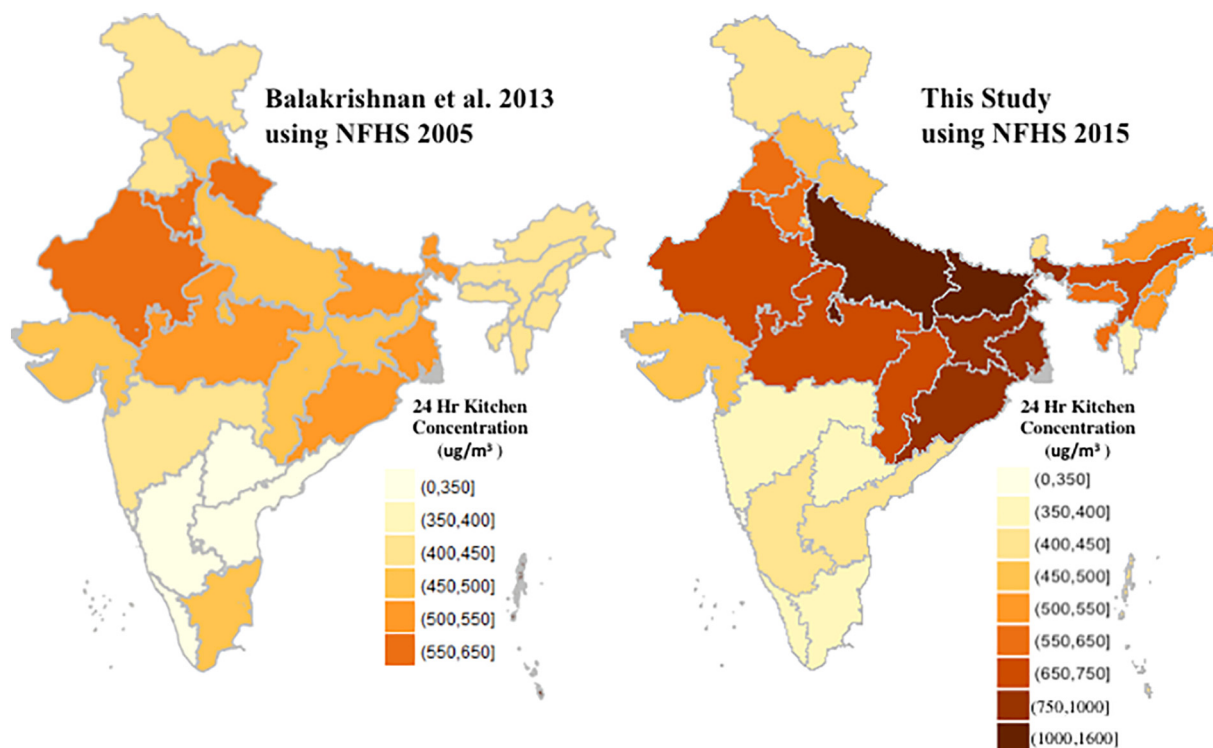 Balakrishnan et al. 2013
using NFHS 2005
24 Hr Kitchen
Concentration
(ug/m³ )
(0,350]
(350,400]
(400,450]
(450,500]
(500,550]
(550,650]
This Study
using NFHS 2015
24 Hr Kitchen
Concentration
(ug/m³ )
(0,350]
(350,400]
(400,450]
(450,500]
(500,550]
(550,650]
(650,750]
(750,1000]
(1000,1600]